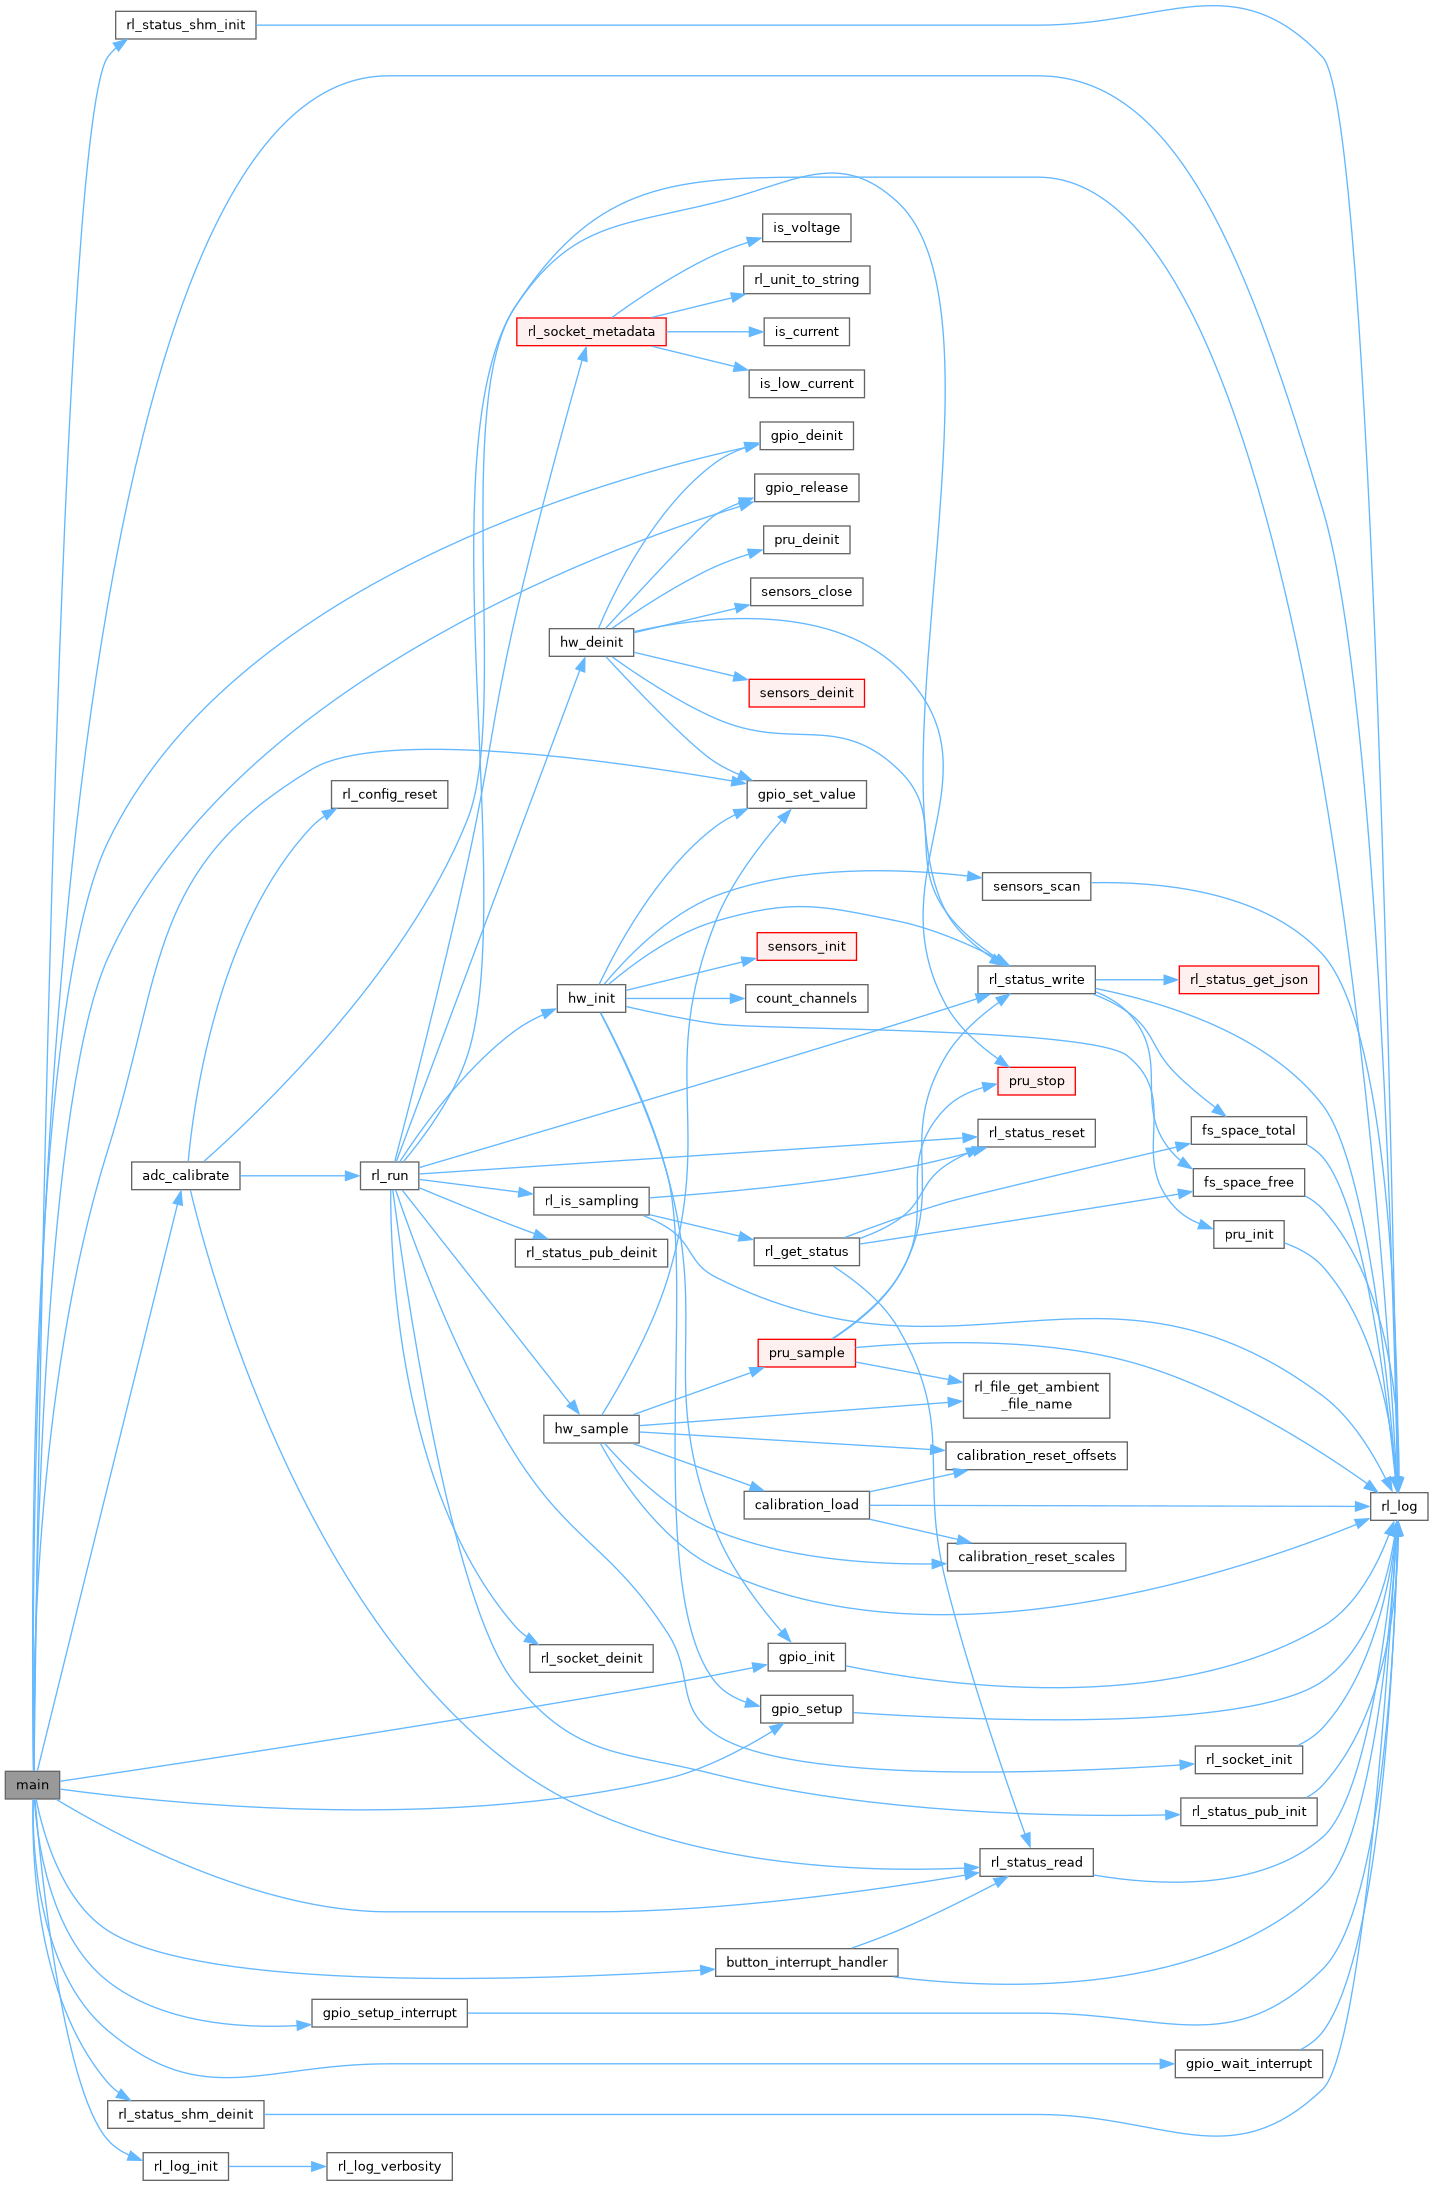 rl_status_shm_init
is_voltage
rl_unit_to_string
rl_socket_metadata
is_current
is_low_current
gpio_deinit
gpio_release
pru_deinit
sensors_close
hw_deinit
sensors_deinit
rl_config_reset
gpio_set_value
sensors_scan
sensors_init
rl_status_write
rl_status_get_json
hw_init
count_channels
pru_stop
fs_space_total
rl_status_reset
adc_calibrate
rl_run
fs_space_free
rl_is_sampling
pru_init
rl_status_pub_deinit
rl_get_status
pru_sample
rl_file_get_ambient
_file_name
hw_sample
calibration_reset_offsets
calibration_load
rl_log
calibration_reset_scales
rl_socket_deinit
gpio_init
gpio_setup
rl_socket_init
main
rl_status_pub_init
rl_status_read
button_interrupt_handler
gpio_setup_interrupt
gpio_wait_interrupt
rl_status_shm_deinit
rl_log_init
rl_log_verbosity